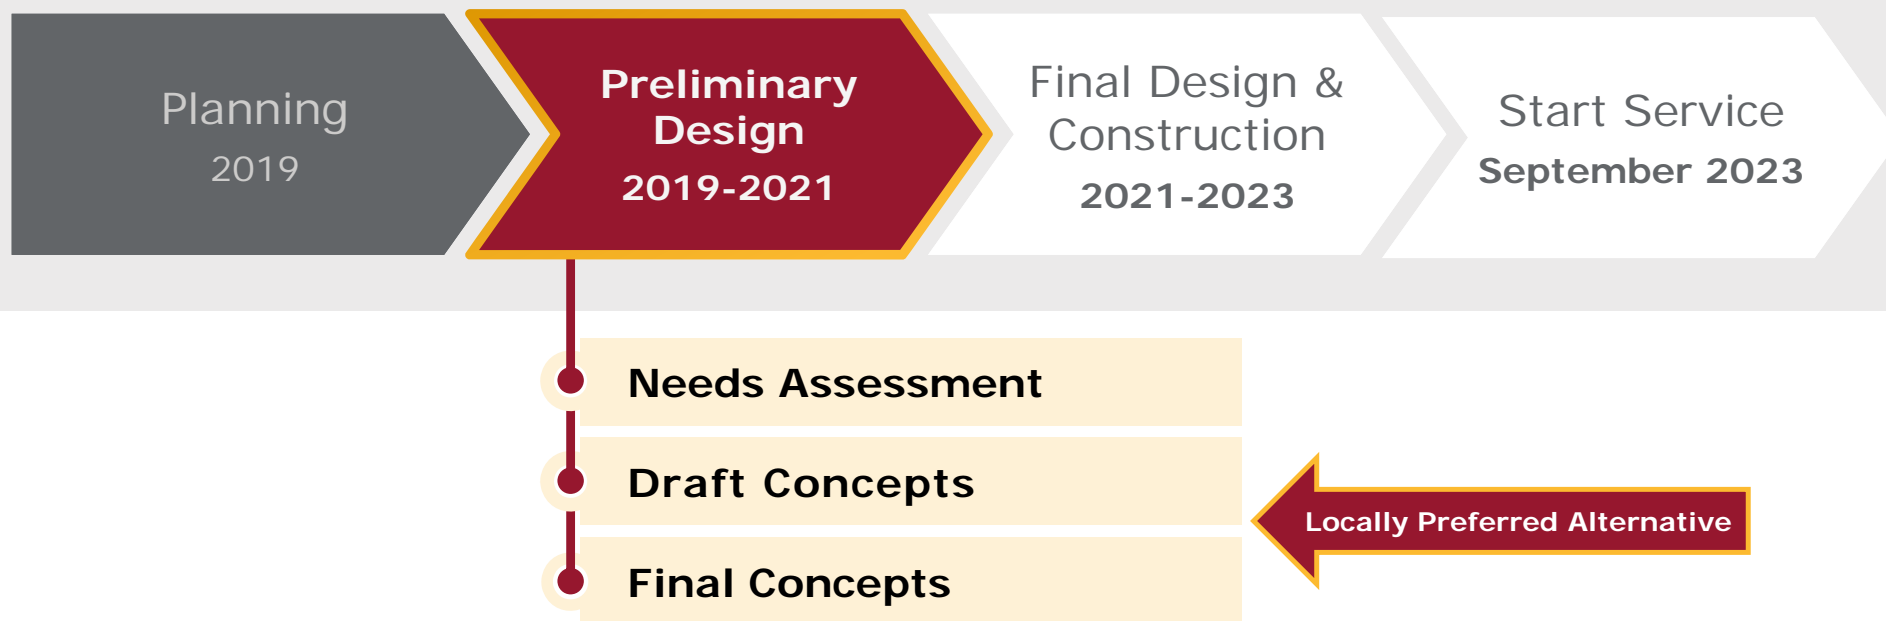 Planning
2019
Preliminary
Design
2019-2021
Final Design &
Construction
2021-2023
Start Service
September 2023
Needs Assessment
Draft Concepts
Final Concepts
Locally Preferred Alternative